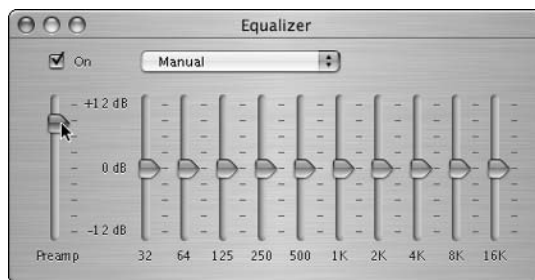 Equalizer
On
Manual
+12 dB
0 dB
-12 dB
Preamp 32 64 125 250 500 1K 2K 4K 8K 16K